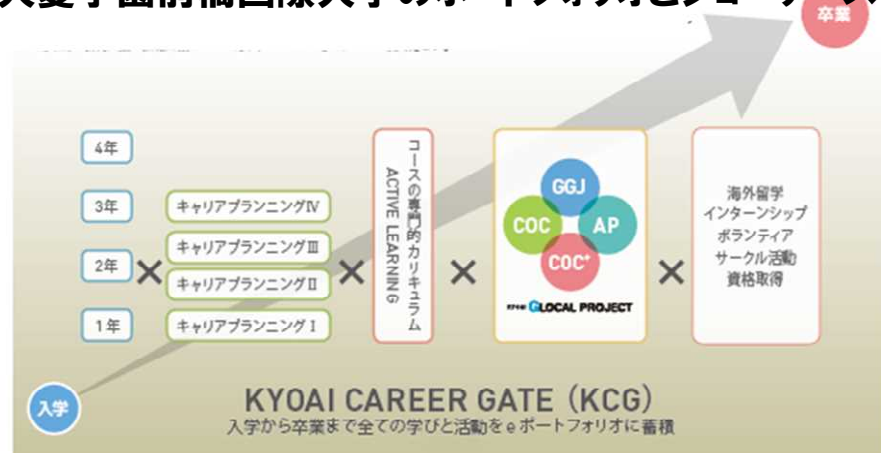 学園前橋国際大学のポートフォリオとショーケース
卒業
4年
3年
2年
1年
キャリアプランニングⅣ
キャリアプランニングⅢ
キャリアプランニングⅡ
キャリアプランニングⅠ
×
コースの専門的カリキュラム
ACTIVE LEARNING
×
×
GGJ
COC
AP
COC+
GLOCAL PROJECT
×
海外留学
インターンシップ
ボランティア
サークル活動
資格取得
入学
KYOAI CAREER GATE（KCG）
入学から卒業まで全ての学びと活動をeポートフォリオに蓄積